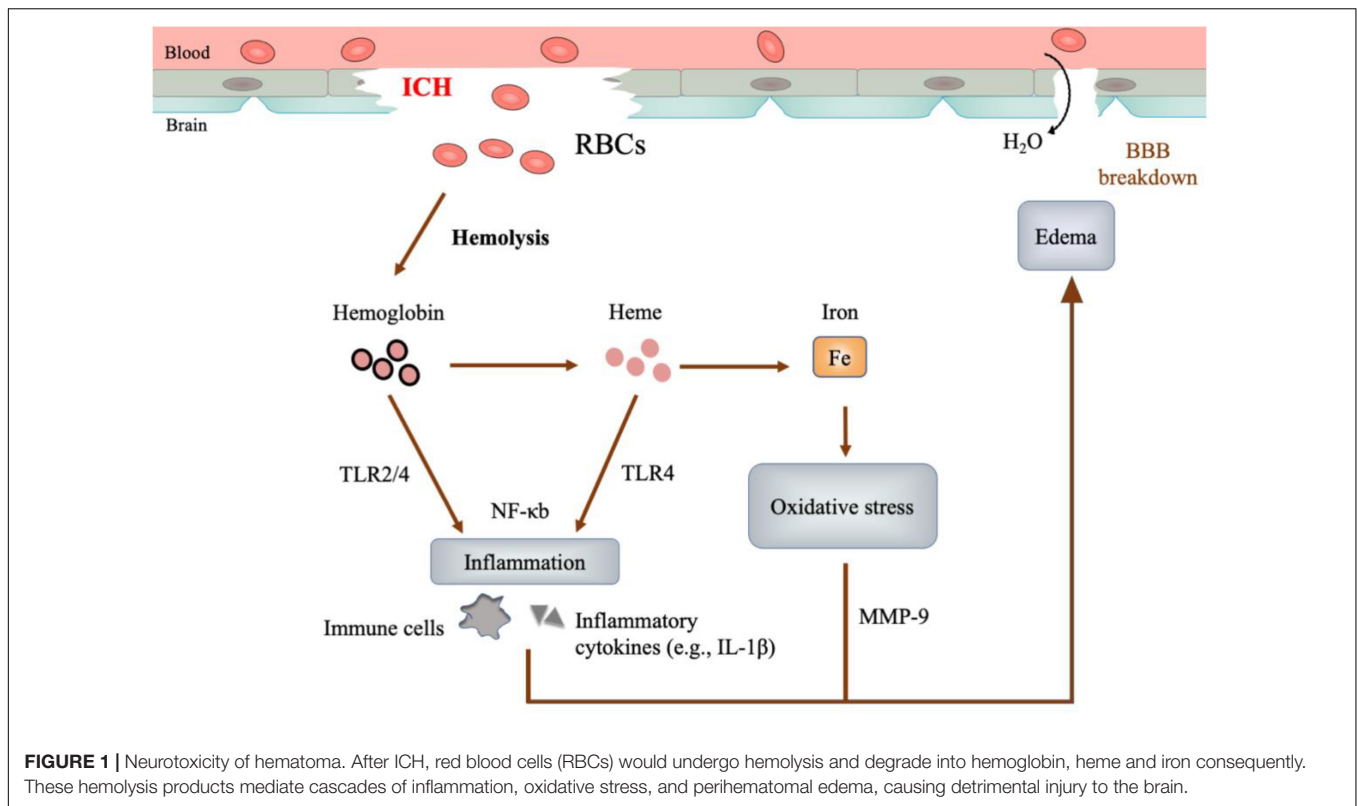 Blood
ICH
Brain
RBCs
H₂O
BBB
breakdown
Edema
Hemolysis
Hemoglobin
Heme
Iron
Fe
TLR2/4
TLR4
NF-κb
Oxidative stress
Inflammation
MMP-9
Immune cells
Inflammatory
cytokines (e.g., IL-1β)
FIGURE 1 | Neurotoxicity of hematoma. After ICH, red blood cells (RBCs) would undergo hemolysis and degrade into hemoglobin, heme and iron consequently.
These hemolysis products mediate cascades of inflammation, oxidative stress, and perihematomal edema, causing detrimental injury to the brain.